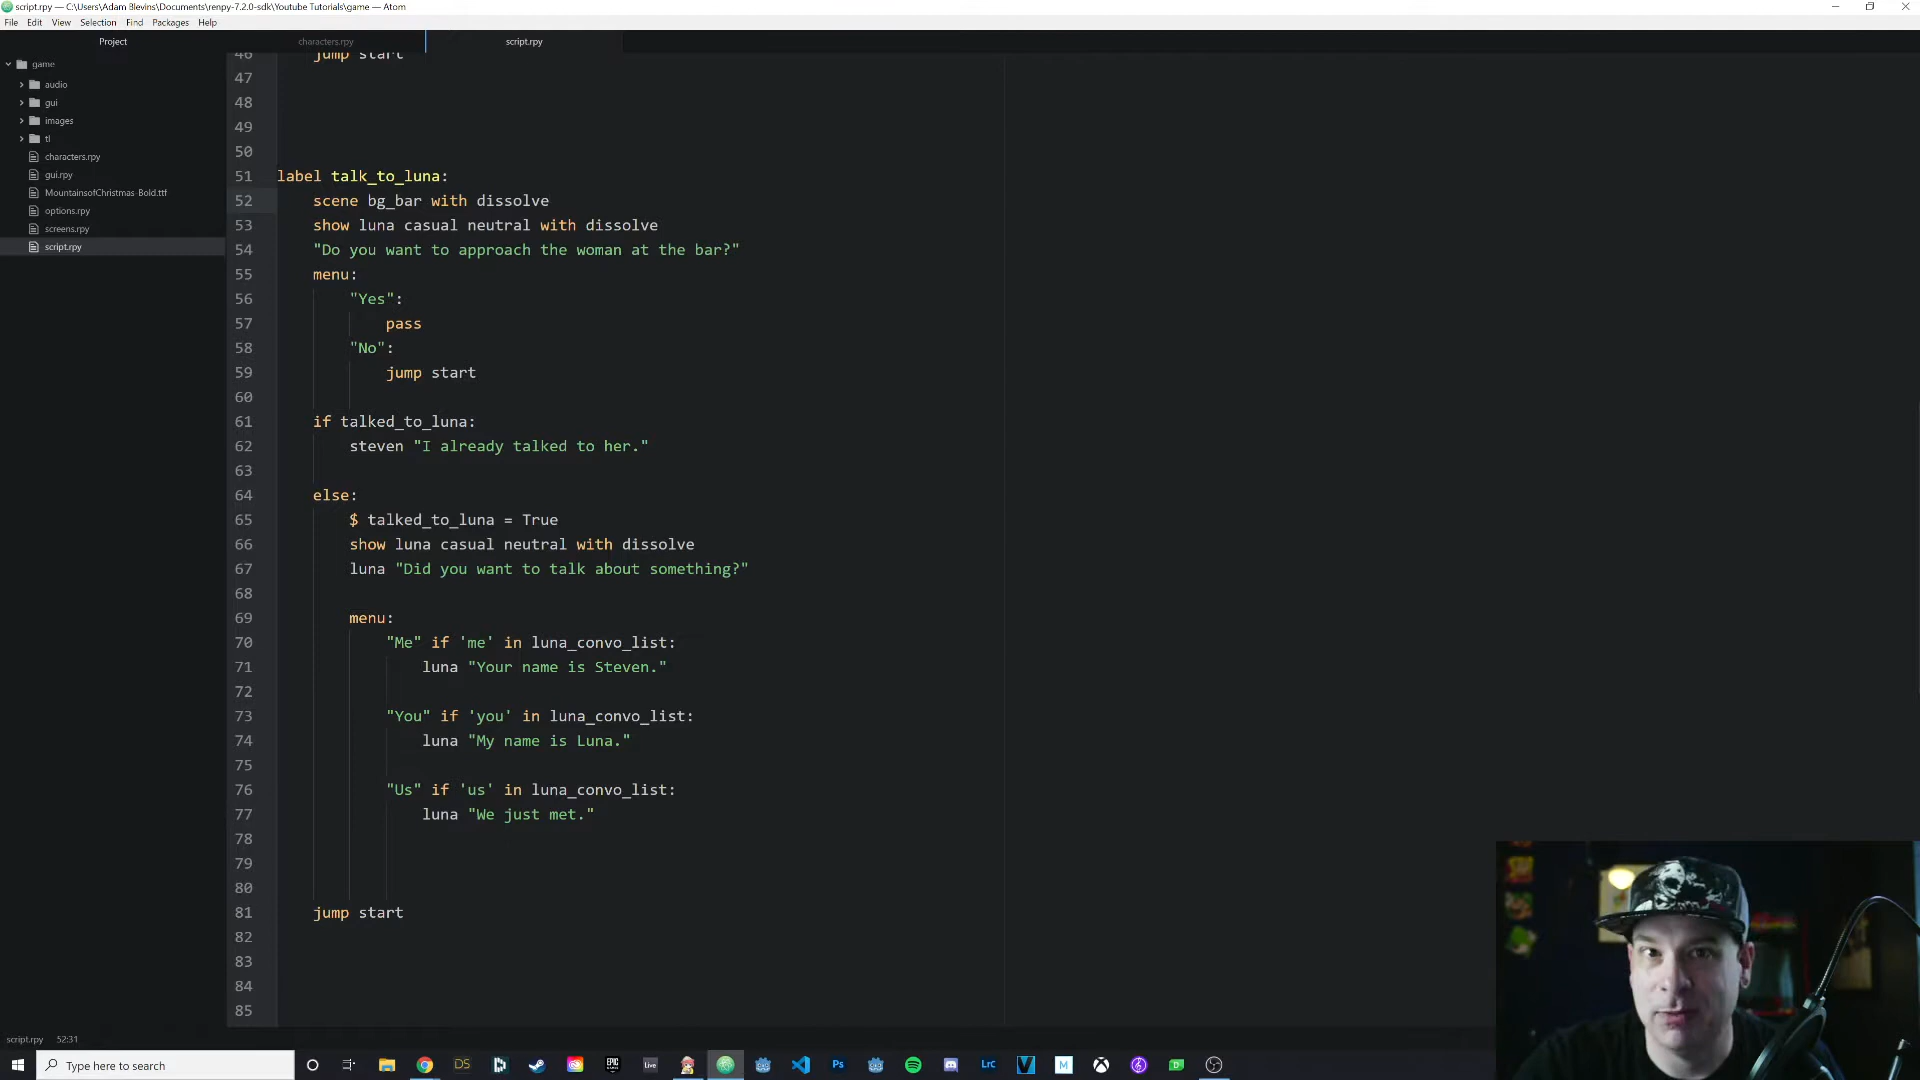 script.rpy — C:\Users\Adam Blevins\Documents\renpy-7.2.0-sdk\Youtube Tutorials\game — Atom
File Edit View Selection Find Packages Help
Project
characters.rpy
script.rpy
game
audio
gui
images
tl
characters.rpy
gui.rpy
MountainsofChristmas-Bold.ttf
options.rpy
screens.rpy
script.rpy
46 jump start
47
48
49
50
51 label talk_to_luna:
52 scene bg_bar with dissolve
53 show luna casual neutral with dissolve
54 "Do you want to approach the woman at the bar?"
55 menu:
56 "Yes":
57 pass
58 "No":
59 jump start
60
61 if talked_to_luna:
62 steven "I already talked to her."
63
64 else:
65 $ talked_to_luna = True
66 show luna casual neutral with dissolve
67 luna "Did you want to talk about something?"
68
69 menu:
70 "Me" if 'me' in luna_convo_list:
71 luna "Your name is Steven."
72
73 "You" if 'you' in luna_convo_list:
74 luna "My name is Luna."
75
76 "Us" if 'us' in luna_convo_list:
77 luna "We just met."
78
79
80
81 jump start
82
83
84
85
script.rpy 52:31
Type here to search
DS
EPIC GAMES
Live
Ps
LrC
M